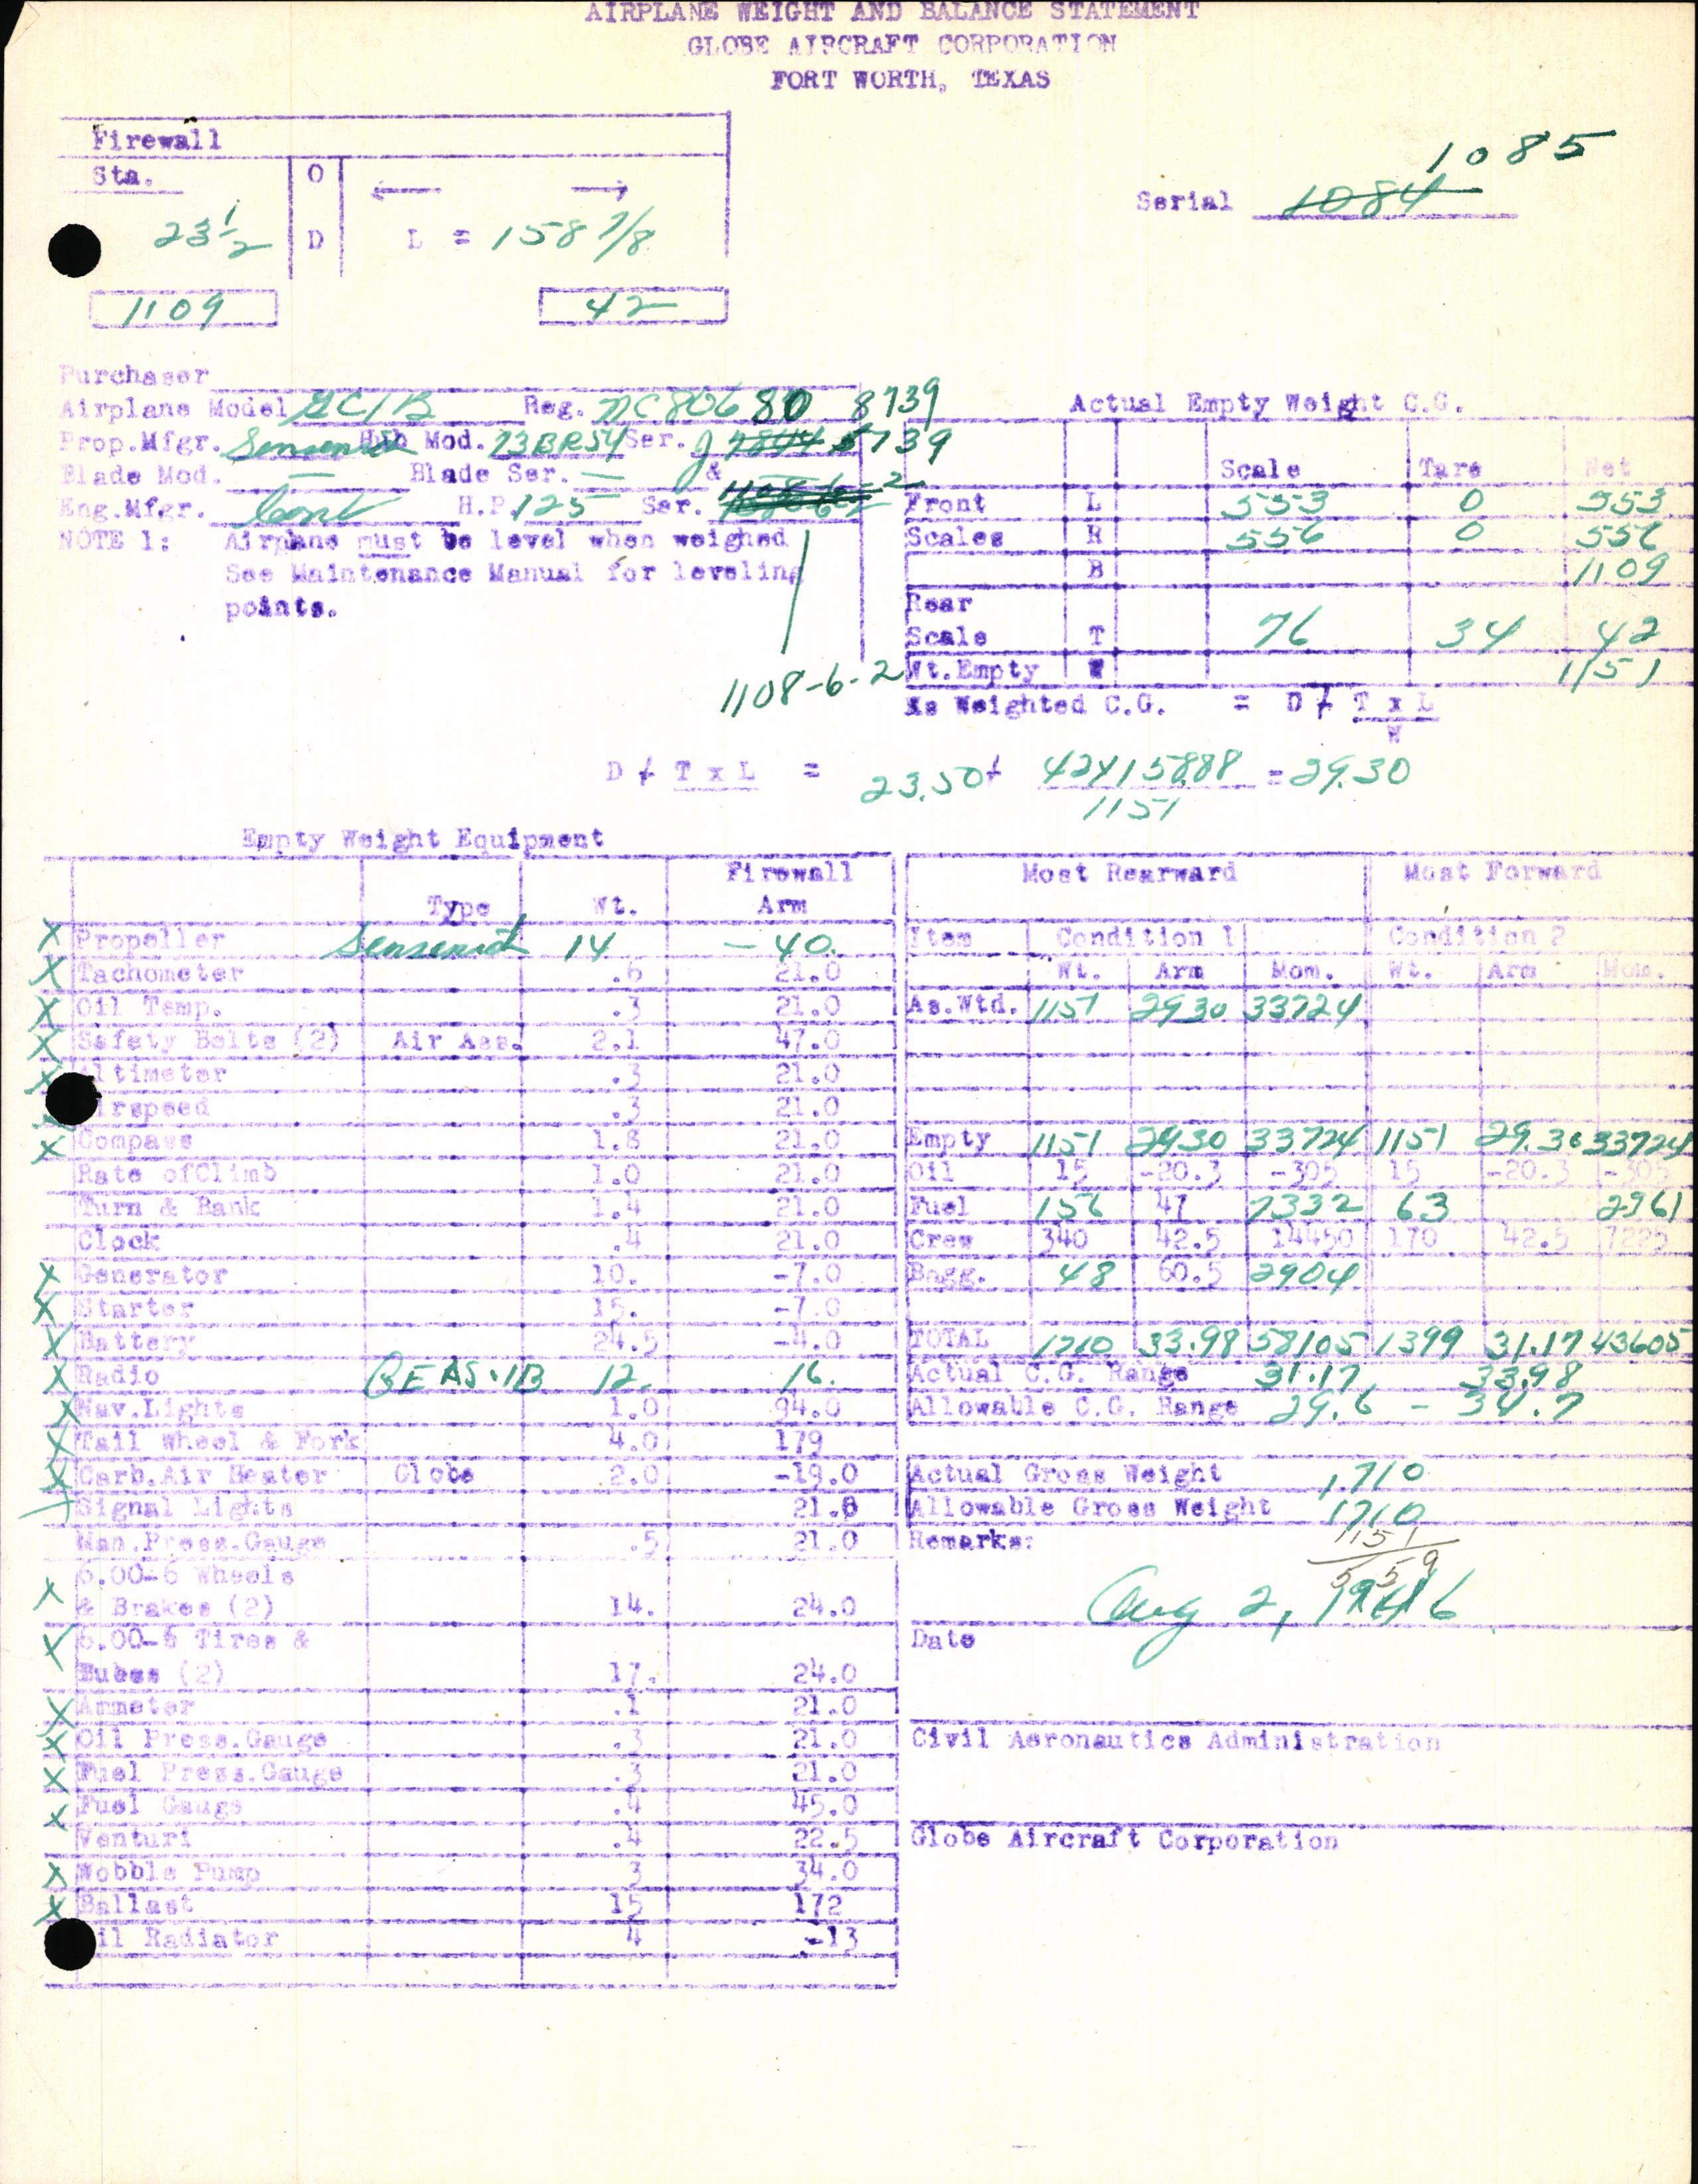 AIRPLANE WEIGHT AND BALANCE STATEMENT
GLOBE AIRCRAFT CORPORATION
FORT WORTH, TEXAS
Firewall
Sta. O ← →
23 1/2 D L = 158 7/8
1109 42
1085
Serial 1084
Purchaser
Airplane Model GC1B Reg. NC80680 8739
Prop.Mfgr. Sensenich Hub Mod. 73BR54 Ser. 8739
Blade Mod. — Blade Ser. — &
Eng.Mfgr. Cont H.P. 125 Ser.
NOTE 1: Airplane must be level when weighed
See Maintenance Manual for leveling
points.
1108-6-2
Actual Empty Weight C.G.
Scale Tare Net
Front L 553 0 553
Scales R 556 0 556
B 1109
Rear
Scale T 76 34 42
Wt.Empty W 1151
As Weighted C.G. = D + T x L
W
D + T x L = 23.50 + 42x158.88 = 29.30
1151
Empty Weight Equipment
Firewall
Type Wt. Arm
X Propeller Sensenich 14 -40.
X Tachometer .6 21.0
X Oil Temp. .3 21.0
X Safety Belts (2) Air Ass. 2.1 47.0
X ltimeter .3 21.0
X irspeed .3 21.0
X Compass 1.8 21.0
Rate ofClimb 1.0 21.0
Turn & Bank 1.4 21.0
Clock .4 21.0
X Generator 10. -7.0
X Starter 15. -7.0
X Battery 24.5 -4.0
X Radio 12. 16.
X Nav.Lights 1.0 94.0
X Tail Wheel & Fork 4.0 179
X Carb.Air Heater Globe 2.0 -19.0
Signal Lights 21.0
Man.Press.Gauge .5 21.0
6.00-6 Wheels
X & Brakes (2) 14. 24.0
X 6.00-6 Tires &
Tubes (2) 17. 24.0
X Ammeter .1 21.0
X Oil Press.Gauge .3 21.0
X Fuel Press.Gauge .3 21.0
X Fuel Gauge .4 45.0
Venturi .4 22.5
X Wobble Pump 3 34.0
X Ballast 15 172
il Radiator 4 -13
Most Rearward Most Forward
Item Condition 1 Condition 2
Wt. Arm Mom. Wt. Arm Mom.
As.Wtd. 1151 29.30 33724
Empty 1151 29.30 33724 1151 29.30 33724
Oil 15 -20.3 -305 15 -20.3 -305
Fuel 156 47 7332 63 2961
Crew 340 42.5 14450 170 42.5 7225
Bagg. 48 60.5 2904
TOTAL 1710 33.98 58105 1399 31.17 43605
Actual C.G. Range 31.17 33.98
Allowable C.G. Range 29.6 - 34.7
Actual Gross Weight 1,710
Allowable Gross Weight 1710
1151
Remarks:
559
Aug 2, 1946
Date
Civil Aeronautics Administration
Globe Aircraft Corporation